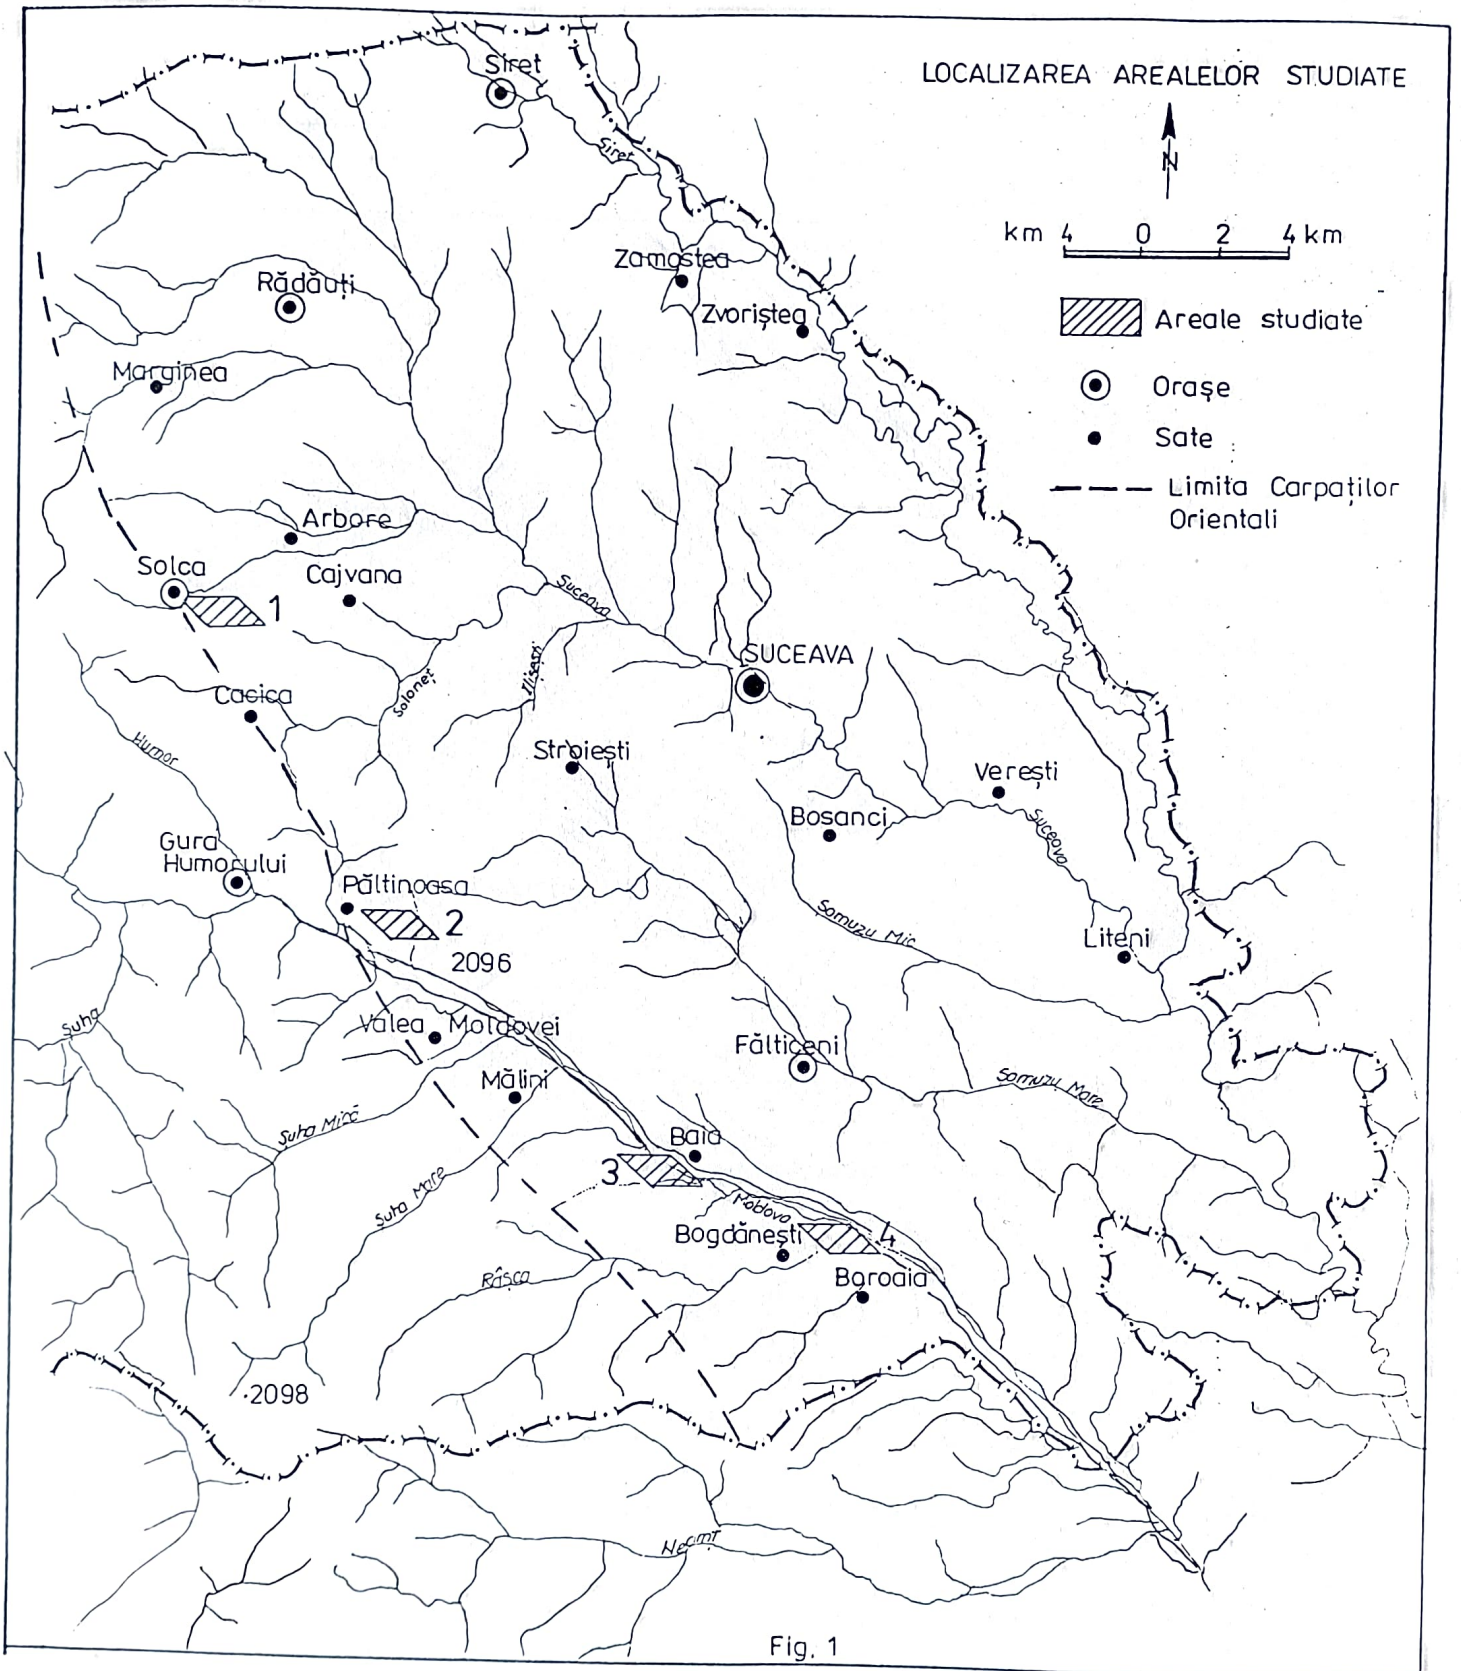 LOCALIZAREA AREALELOR STUDIATE
N
km 4 0 2 4 km
Areale studiate
Orașe
Sate
Limita Carpaților
Orientali
Siret
Siret
Zamostea
Zvoriștea
Rădăuți
Marginea
Arbore
Solca
Cajvana
1
Suceava
SUCEAVA
Ilisești
Soloneț
Cacica
Humor
Stroiești
Verești
Bosanci
Suceava
Gura
Humorului
Păltinoasa
2
2096
Somuzu Mic
Liteni
Șuha
Valea Moldovei
Fălticeni
Mălini
Somuzu Mare
Suha Mică
Baia
3
Suha Mare
Moldova
Bogdănești
4
Râșca
Boroaia
2098
Neamț
Fig. 1